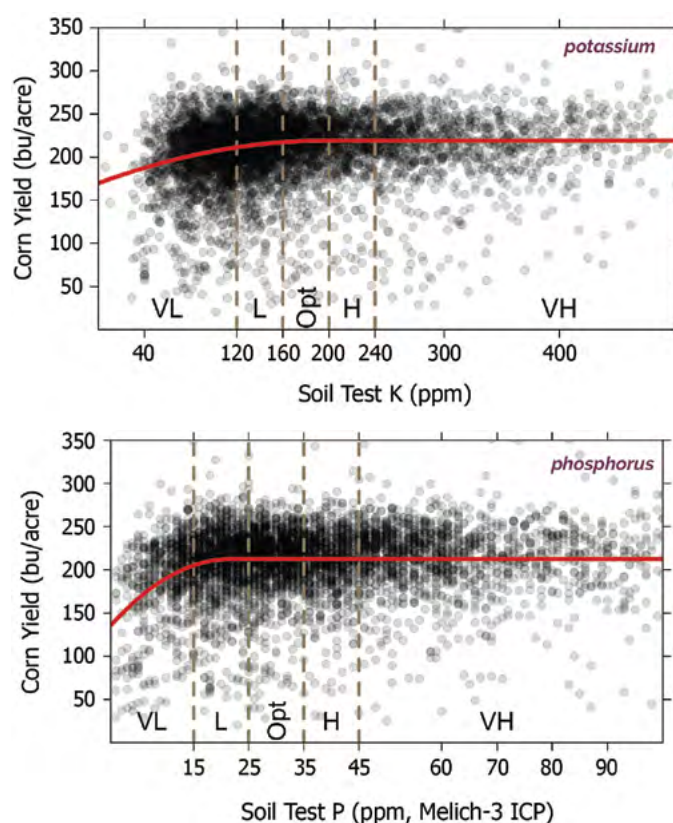 potassium
Corn Yield (bu/acre)
350
300
250
200
150
100
50
VL
L
Opt
H
VH
40
120
160
200
240
300
400
Soil Test K (ppm)
phosphorus
Corn Yield (bu/acre)
350
300
250
200
150
100
50
VL
L
Opt
H
VH
15
25
35
45
60
70
80
90
Soil Test P (ppm, Melich-3 ICP)